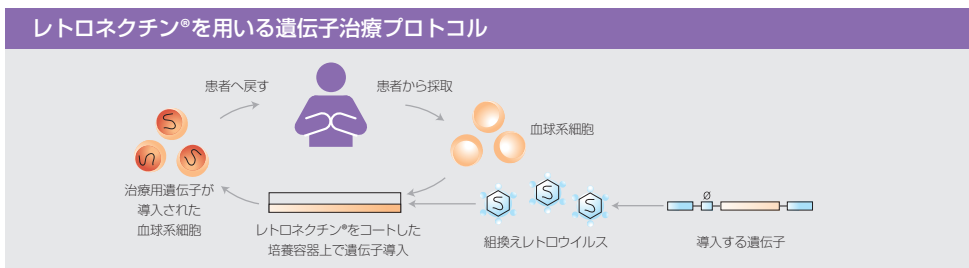 レトロネクチン®を用いる遺伝子治療プロトコル
患者へ戻す
患者から採取
血球系細胞
治療用遺伝子が
導入された
血球系細胞
レトロネクチン®をコートした
培養容器上で遺伝子導入
S
S
S
組換えレトロウイルス
Ø
導入する遺伝子